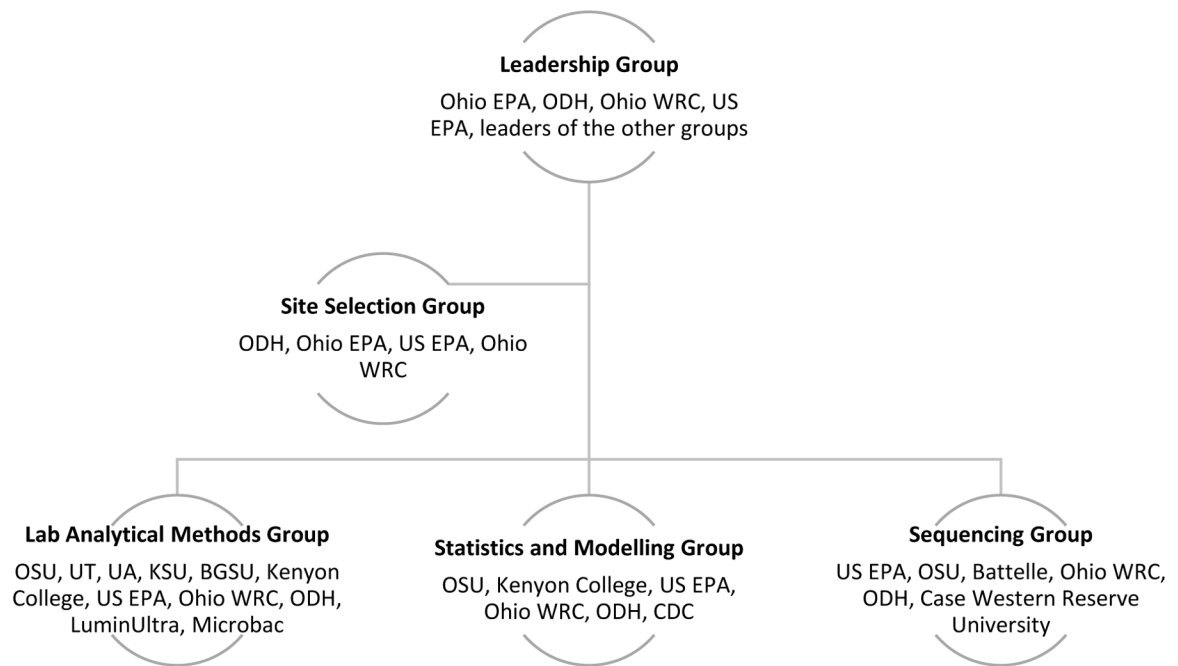 Leadership Group
Ohio EPA, ODH, Ohio WRC, US
EPA, leaders of the other groups
Site Selection Group
ODH, Ohio EPA, US EPA, Ohio
WRC
Lab Analytical Methods Group
OSU, UT, UA, KSU, BGSU, Kenyon
College, US EPA, Ohio WRC, ODH,
LuminUltra, Microbac
Statistics and Modelling Group
OSU, Kenyon College, US EPA,
Ohio WRC, ODH, CDC
Sequencing Group
US EPA, OSU, Battelle, Ohio WRC,
ODH, Case Western Reserve
University